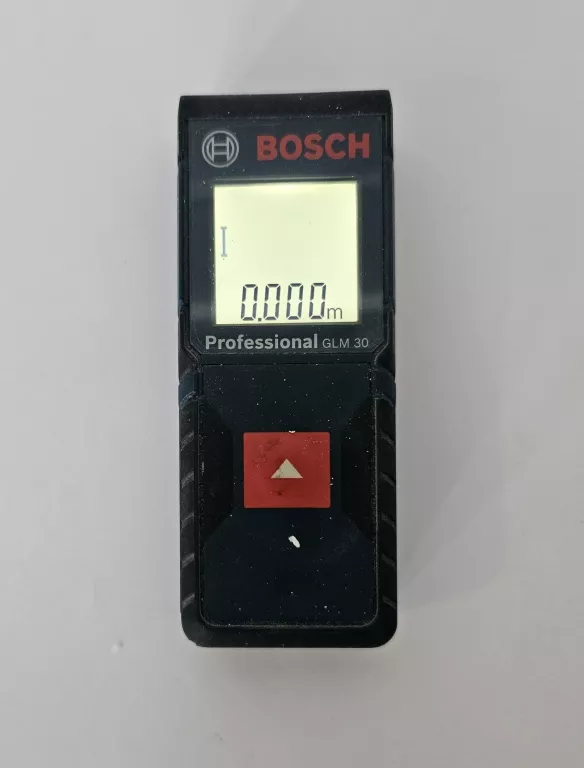 BOSCH
0.000m
Professional GLM 30